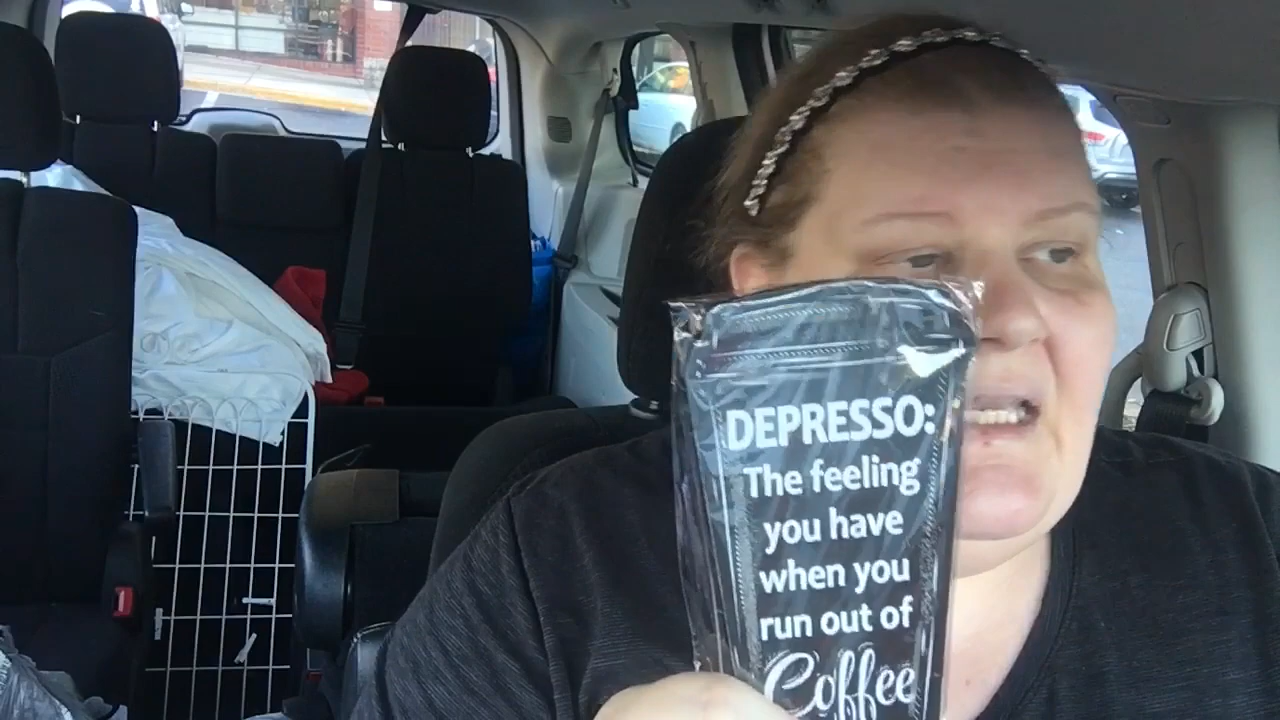 DEPRESSO:
The feeling
you have
when you
run out of
Coffee